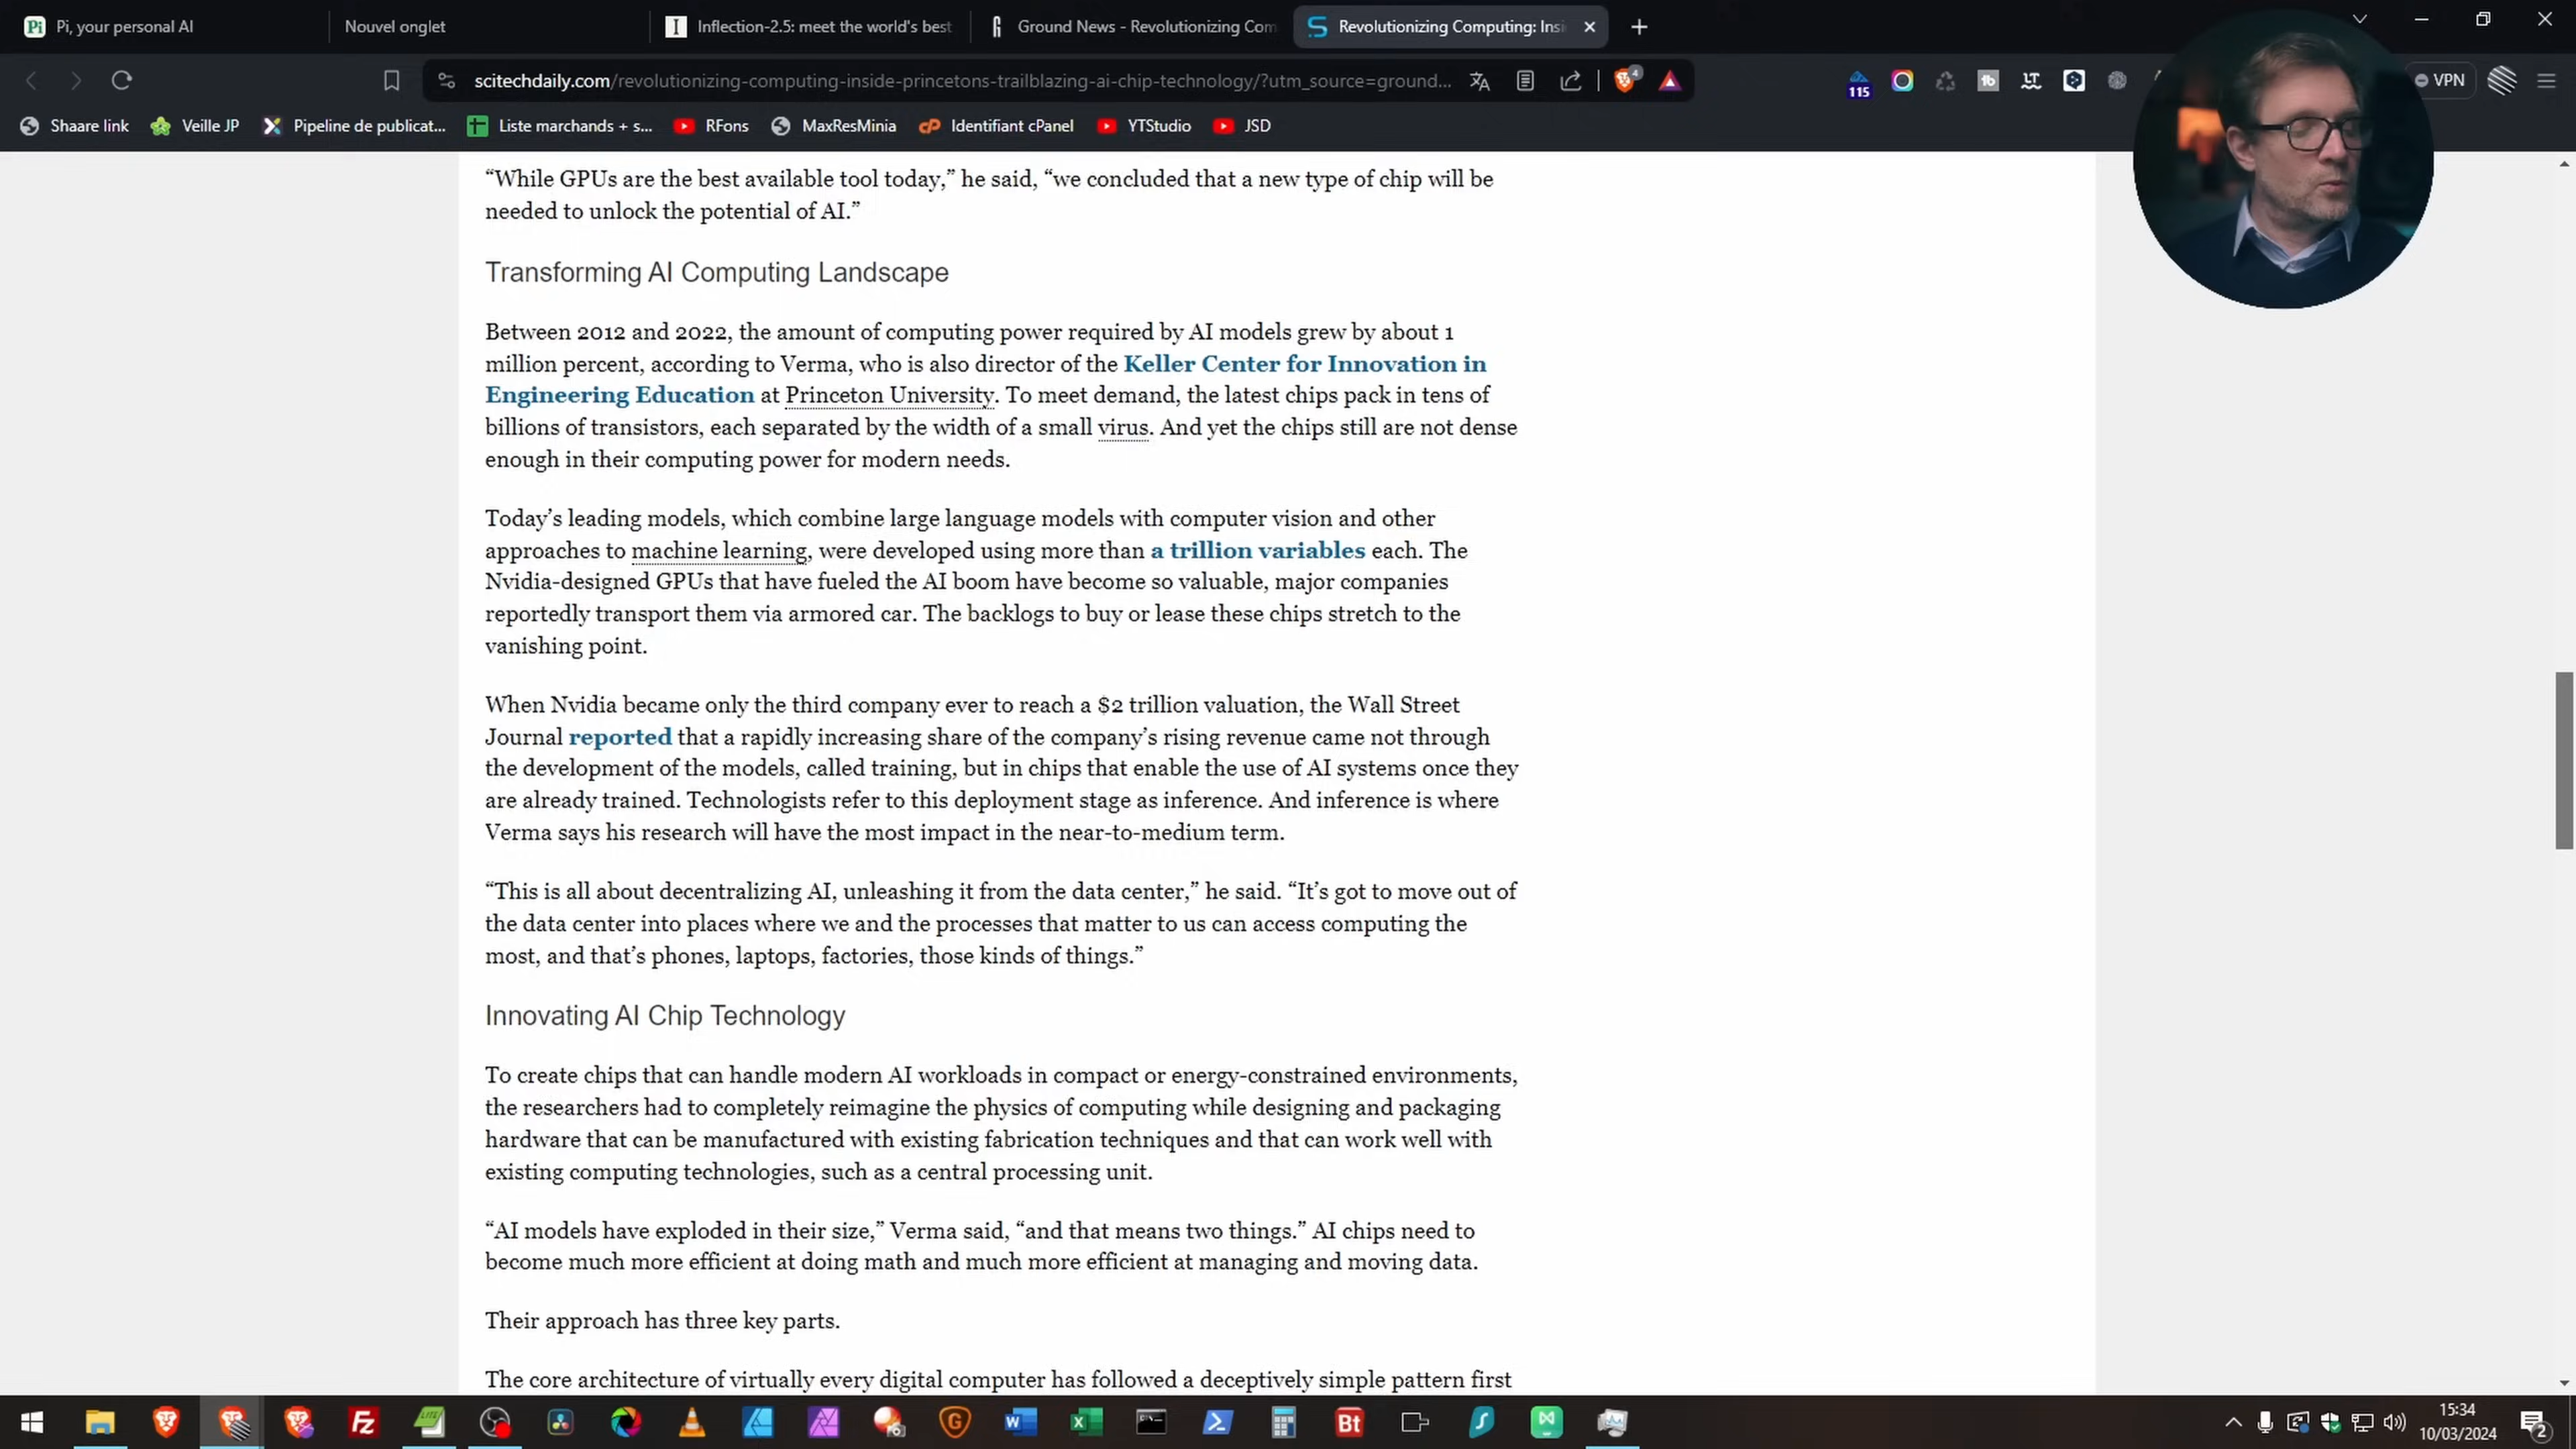 Pi, your personal AI
Nouvel onglet
Inflection-2.5: meet the world's best
Ground News - Revolutionizing Com
Revolutionizing Computing: Insi
scitechdaily.com/revolutionizing-computing-inside-princetons-trailblazing-ai-chip-technology/?utm_source=ground...
4
115
VPN
Shaare link
Veille JP
Pipeline de publicat...
Liste marchands + s...
RFons
MaxResMinia
Identifiant cPanel
YTStudio
JSD
“While GPUs are the best available tool today,” he said, “we concluded that a new type of chip will be
needed to unlock the potential of AI.”
Transforming AI Computing Landscape
Between 2012 and 2022, the amount of computing power required by AI models grew by about 1
million percent, according to Verma, who is also director of the Keller Center for Innovation in
Engineering Education at Princeton University. To meet demand, the latest chips pack in tens of
billions of transistors, each separated by the width of a small virus. And yet the chips still are not dense
enough in their computing power for modern needs.
Today’s leading models, which combine large language models with computer vision and other
approaches to machine learning, were developed using more than a trillion variables each. The
Nvidia-designed GPUs that have fueled the AI boom have become so valuable, major companies
reportedly transport them via armored car. The backlogs to buy or lease these chips stretch to the
vanishing point.
When Nvidia became only the third company ever to reach a $2 trillion valuation, the Wall Street
Journal reported that a rapidly increasing share of the company’s rising revenue came not through
the development of the models, called training, but in chips that enable the use of AI systems once they
are already trained. Technologists refer to this deployment stage as inference. And inference is where
Verma says his research will have the most impact in the near-to-medium term.
“This is all about decentralizing AI, unleashing it from the data center,” he said. “It’s got to move out of
the data center into places where we and the processes that matter to us can access computing the
most, and that’s phones, laptops, factories, those kinds of things.”
Innovating AI Chip Technology
To create chips that can handle modern AI workloads in compact or energy-constrained environments,
the researchers had to completely reimagine the physics of computing while designing and packaging
hardware that can be manufactured with existing fabrication techniques and that can work well with
existing computing technologies, such as a central processing unit.
“AI models have exploded in their size,” Verma said, “and that means two things.” AI chips need to
become much more efficient at doing math and much more efficient at managing and moving data.
Their approach has three key parts.
The core architecture of virtually every digital computer has followed a deceptively simple pattern first
15:34
10/03/2024
2